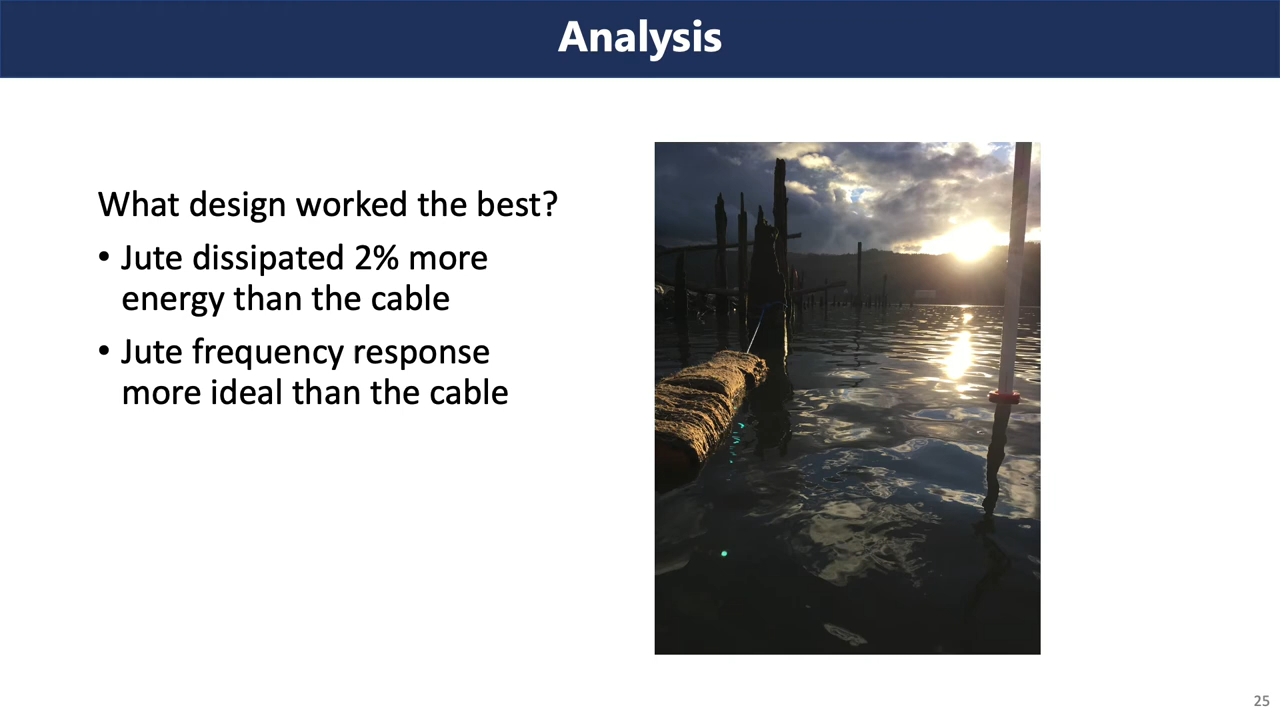 Analysis
What design worked the best?
• Jute dissipated 2% more
energy than the cable
• Jute frequency response
more ideal than the cable
25